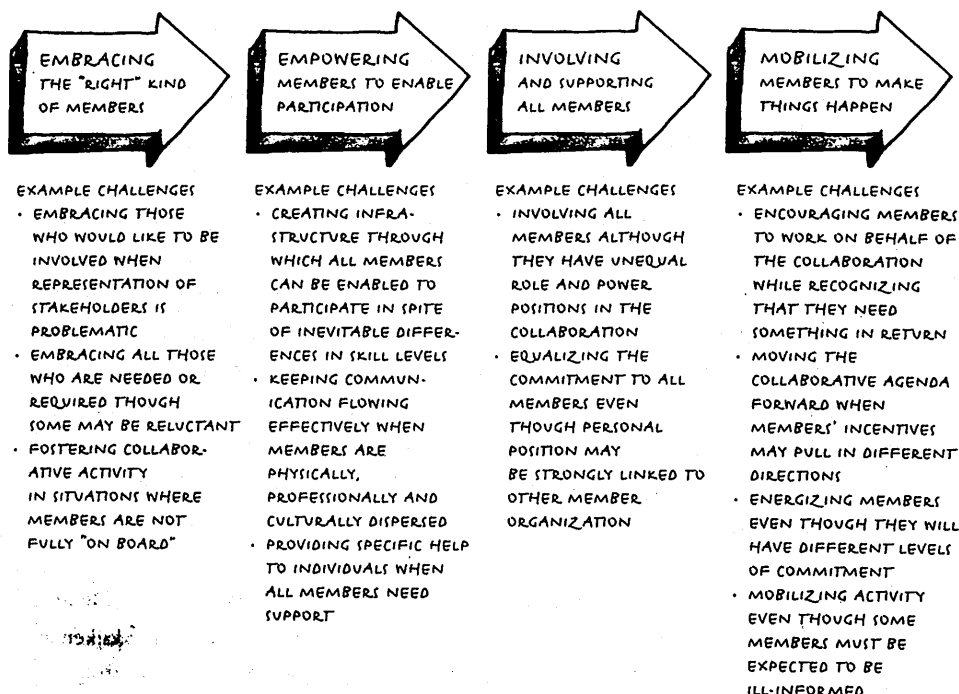 EMBRACING
THE "RIGHT" KIND
OF MEMBERS
EXAMPLE CHALLENGES
· EMBRACING THOSE
WHO WOULD LIKE TO BE
INVOLVED WHEN
REPRESENTATION OF
STAKEHOLDERS IS
PROBLEMATIC
· EMBRACING ALL THOSE
WHO ARE NEEDED OR
REQUIRED THOUGH
SOME MAY BE RELUCTANT
· FOSTERING COLLABOR-
ATIVE ACTIVITY
IN SITUATIONS WHERE
MEMBERS ARE NOT
FULLY "ON BOARD"
EMPOWERING
MEMBERS TO ENABLE
PARTICIPATION
EXAMPLE CHALLENGES
· CREATING INFRA-
STRUCTURE THROUGH
WHICH ALL MEMBERS
CAN BE ENABLED TO
PARTICIPATE IN SPITE
OF INEVITABLE DIFFER-
ENCES IN SKILL LEVELS
· KEEPING COMMUN-
ICATION FLOWING
EFFECTIVELY WHEN
MEMBERS ARE
PHYSICALLY,
PROFESSIONALLY AND
CULTURALLY DISPERSED
· PROVIDING SPECIFIC HELP
TO INDIVIDUALS WHEN
ALL MEMBERS NEED
SUPPORT
INVOLVING
AND SUPPORTING
ALL MEMBERS
EXAMPLE CHALLENGES
· INVOLVING ALL
MEMBERS ALTHOUGH
THEY HAVE UNEQUAL
ROLE AND POWER
POSITIONS IN THE
COLLABORATION
· EQUALIZING THE
COMMITMENT TO ALL
MEMBERS EVEN
THOUGH PERSONAL
POSITION MAY
BE STRONGLY LINKED TO
OTHER MEMBER
ORGANIZATION
MOBILIZING
MEMBERS TO MAKE
THINGS HAPPEN
EXAMPLE CHALLENGES
· ENCOURAGING MEMBERS
TO WORK ON BEHALF OF
THE COLLABORATION
WHILE RECOGNIZING
THAT THEY NEED
SOMETHING IN RETURN
· MOVING THE
COLLABORATIVE AGENDA
FORWARD WHEN
MEMBERS' INCENTIVES
MAY PULL IN DIFFERENT
DIRECTIONS
· ENERGIZING MEMBERS
EVEN THOUGH THEY WILL
HAVE DIFFERENT LEVELS
OF COMMITMENT
· MOBILIZING ACTIVITY
EVEN THOUGH SOME
MEMBERS MUST BE
EXPECTED TO BE
ILL-INFORMED